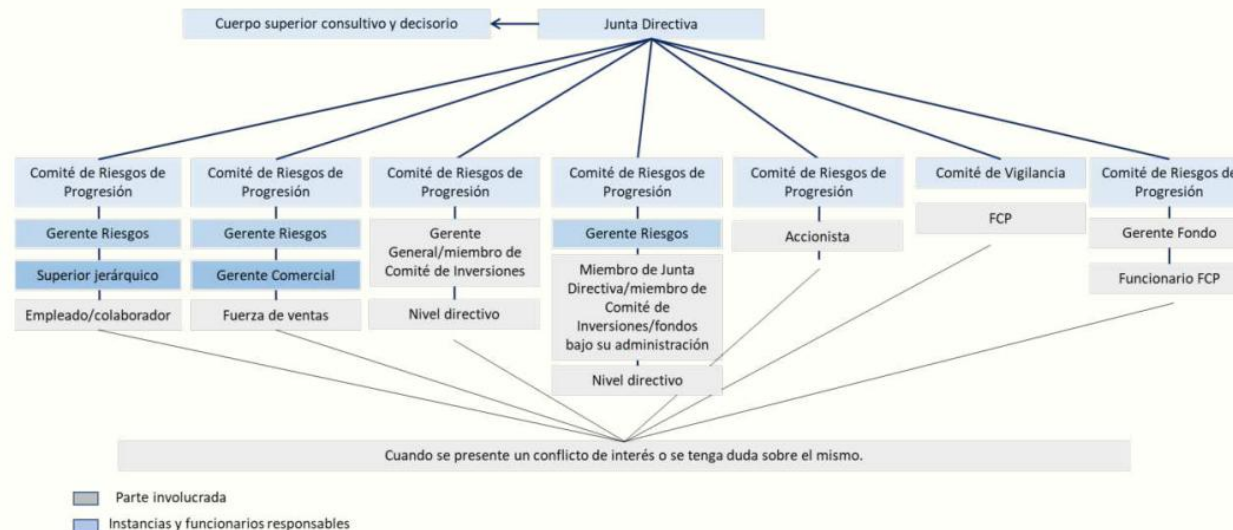 Cuerpo superior consultivo y decisorio
Junta Directiva
Comité de Riesgos de
Progresión
Gerente Riesgos
Superior jerárquico
Empleado/colaborador
Comité de Riesgos de
Progresión
Gerente Riesgos
Gerente Comercial
Fuerza de ventas
Comité de Riesgos de
Progresión
Gerente
General/miembro de
Comité de Inversiones
Nivel directivo
Comité de Riesgos de
Progresión
Gerente Riesgos
Miembro de Junta
Directiva/miembro de
Comité de
Inversiones/fondos
bajo su administración
Nivel directivo
Comité de Riesgos de
Progresión
Accionista
Comité de Vigilancia
FCP
Comité de Riesgos de
Progresión
Gerente Fondo
Funcionario FCP
Cuando se presente un conflicto de interés o se tenga duda sobre el mismo.
Parte involucrada
Instancias y funcionarios responsables